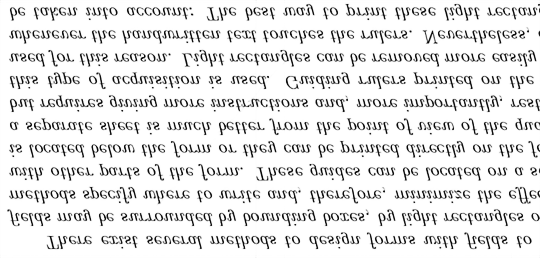 There exist several methods to design forms with fields to
fields may be surrounded by bounding boxes, by light rectangles o
methods specify where to write and, therefore, minimize the effe
with other parts of the form. These guides can be located on a s
is located below the form or they can be printed directly on the fo
a separate sheet is much better from the point of view of the qua
but requires giving more instructions and, more importantly, rest
this type of acquisition is used. Guiding rulers printed on the
used for this reason. Light rectangles can be removed more easily
whenever the handwritten text touches the rulers. Nevertheless,
be taken into account: The best way to print these light rectang